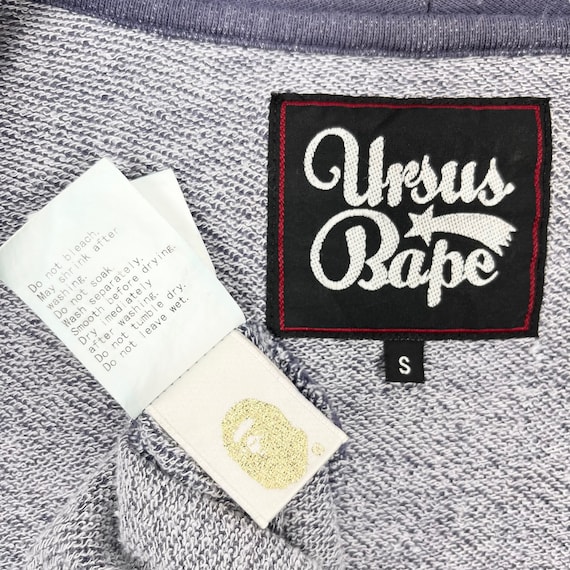 Ursus
Bape
S
Do not bleach.
May shrink after
washing.
Do not soak.
Wash separately.
Smooth before drying.
Dry imediately
after washing.
Do not tumble dry.
Do not leave wet.
®